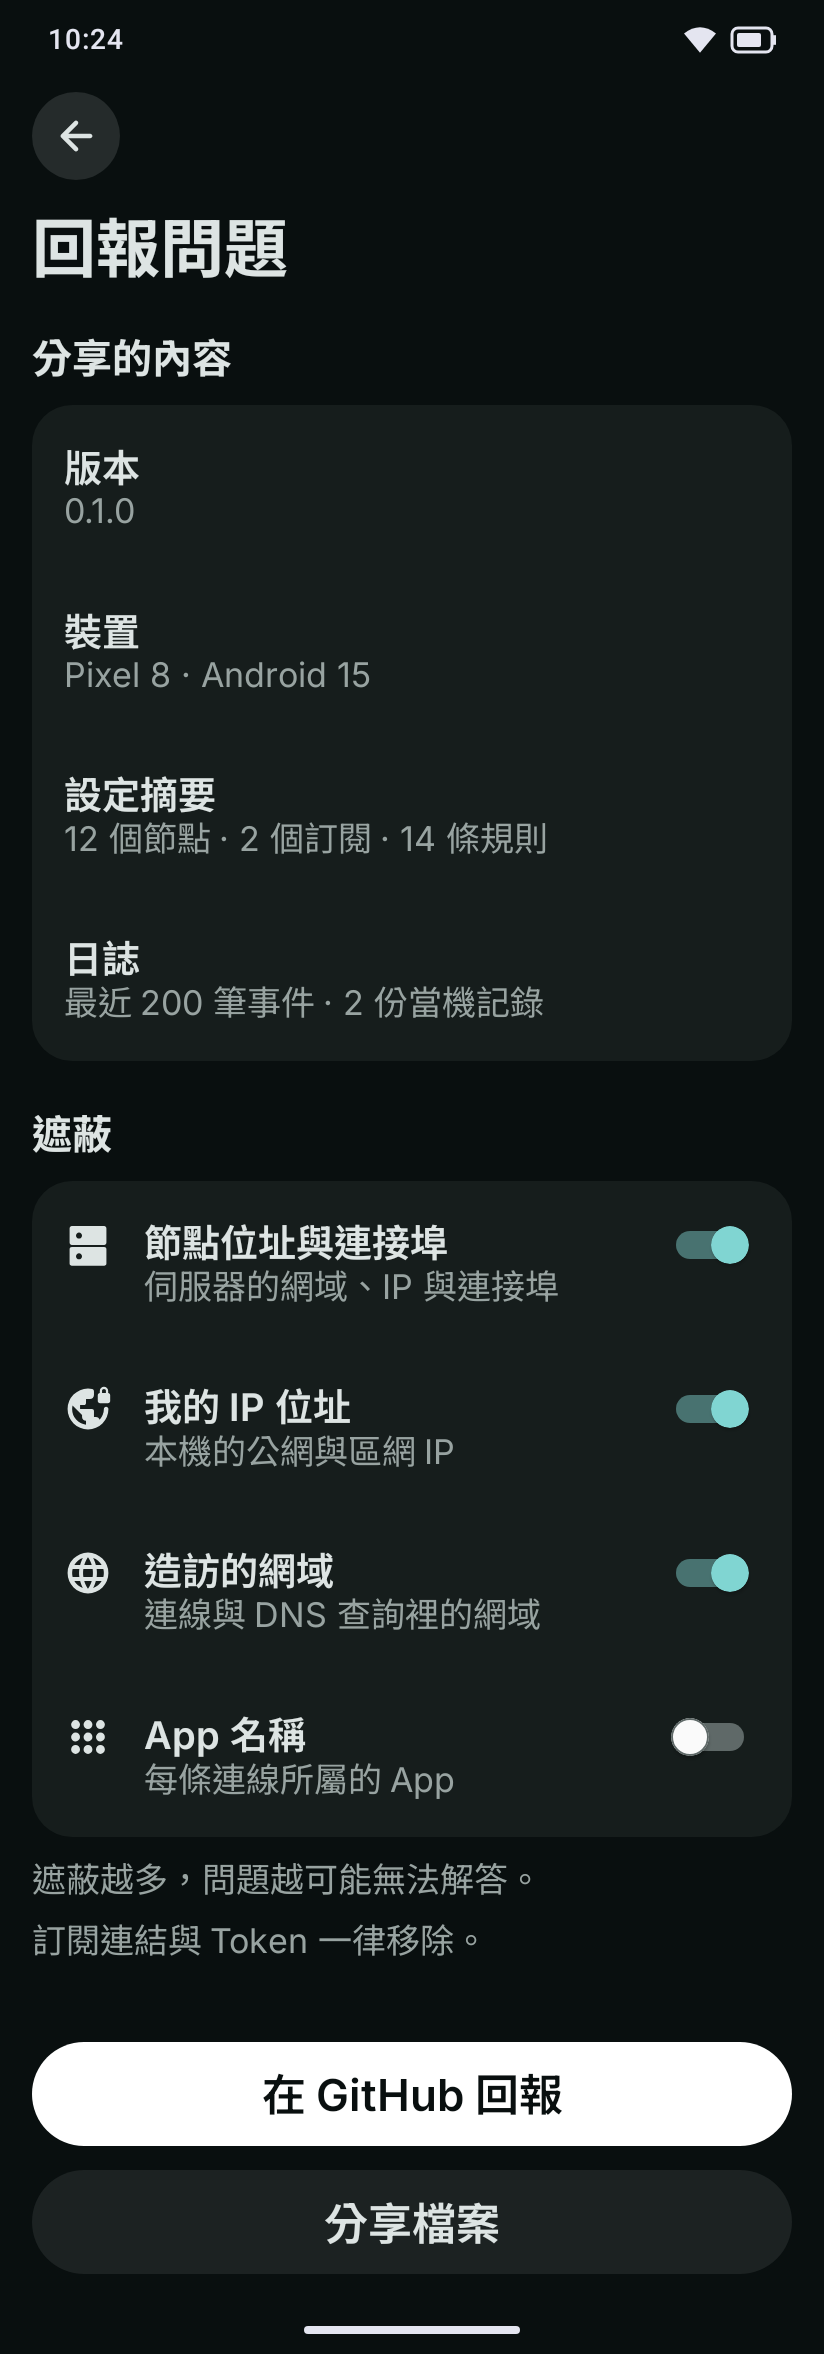 10:24
回報問題
分享的內容
版本
0.1.0
裝置
Pixel 8 · Android 15
設定摘要
12 個節點 · 2 個訂閱 · 14 條規則
日誌
最近 200 筆事件 · 2 份當機記錄
遮蔽
節點位址與連接埠
伺服器的網域、IP 與連接埠
我的 IP 位址
本機的公網與區網 IP
造訪的網域
連線與 DNS 查詢裡的網域
App 名稱
每條連線所屬的 App
遮蔽越多，問題越可能無法解答。
訂閱連結與 Token 一律移除。
在 GitHub 回報
分享檔案